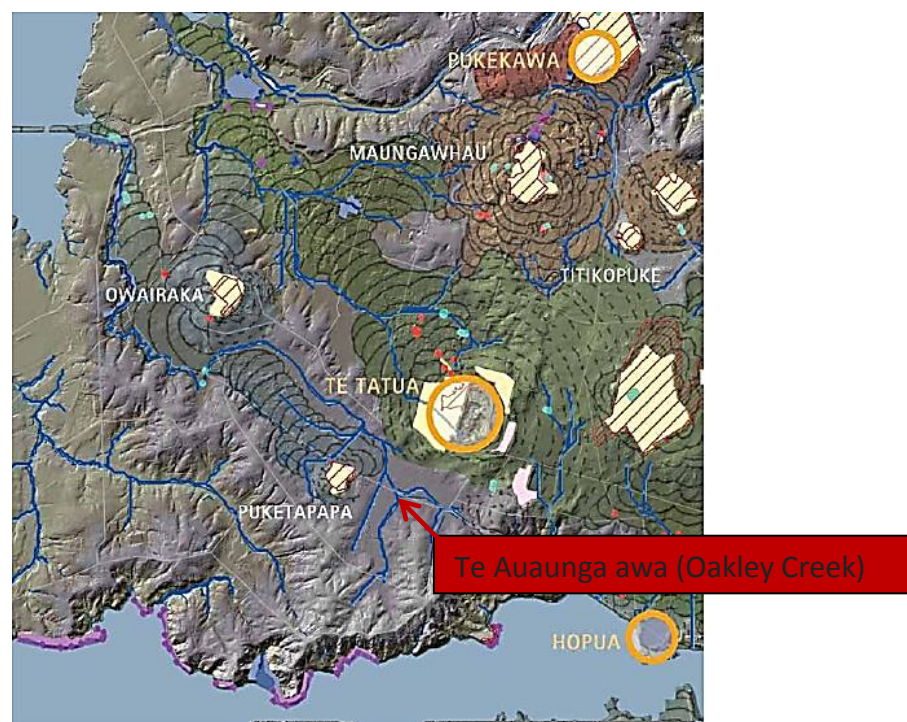 PUKEKAWA
MAUNGAWHAU
TITIKOPUKE
OWAIRAKA
TE TATUA
PUKETAPAPA
Te Auaunga awa (Oakley Creek)
HOPUA